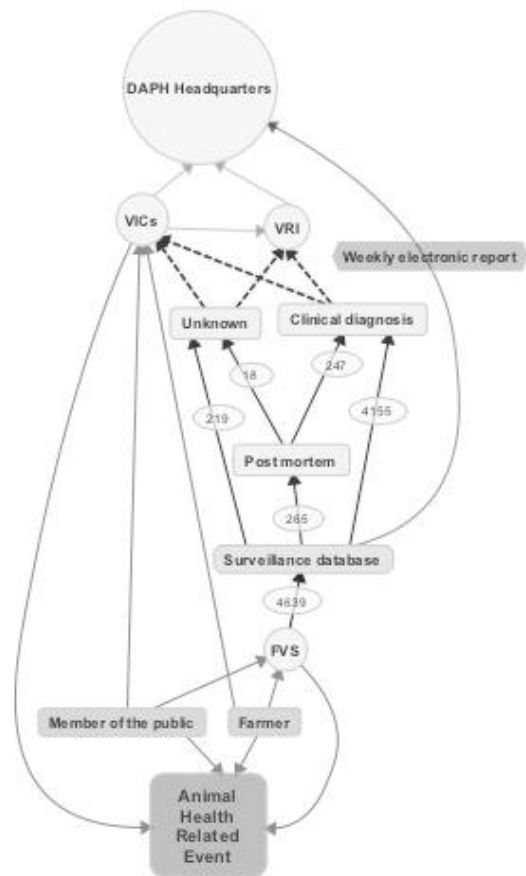 DAPH Headquarters
VICs
VRI
Weekly electronic report
Unknown
Clinical diagnosis
18
247
219
4155
Post mortem
265
Surveillance database
4639
FVS
Member of the public
Farmer
Animal
Health
Related
Event